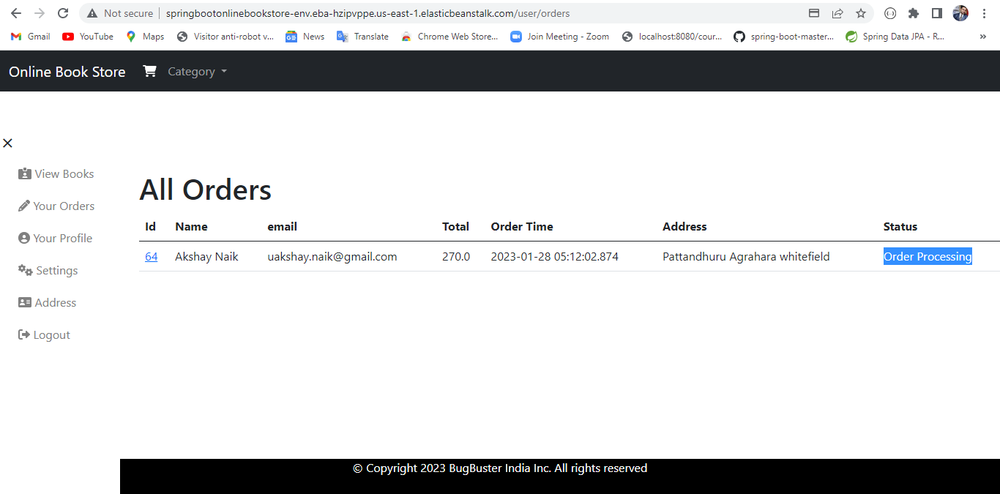 Not secure springbootonlinebookstore-env.eba-hzipvppe.us-east-1.elasticbeanstalk.com/user/orders
Gmail YouTube Maps Visitor anti-robot v... News Translate Chrome Web Store... Join Meeting - Zoom localhost:8080/cour... spring-boot-master... Spring Data JPA - R... »
Online Book Store Category
View Books
Your Orders
Your Profile
Settings
Address
Logout
All Orders
Id Name email Total Order Time Address Status
64 Akshay Naik uakshay.naik@gmail.com 270.0 2023-01-28 05:12:02.874 Pattandhuru Agrahara whitefield Order Processing
© Copyright 2023 BugBuster India Inc. All rights reserved